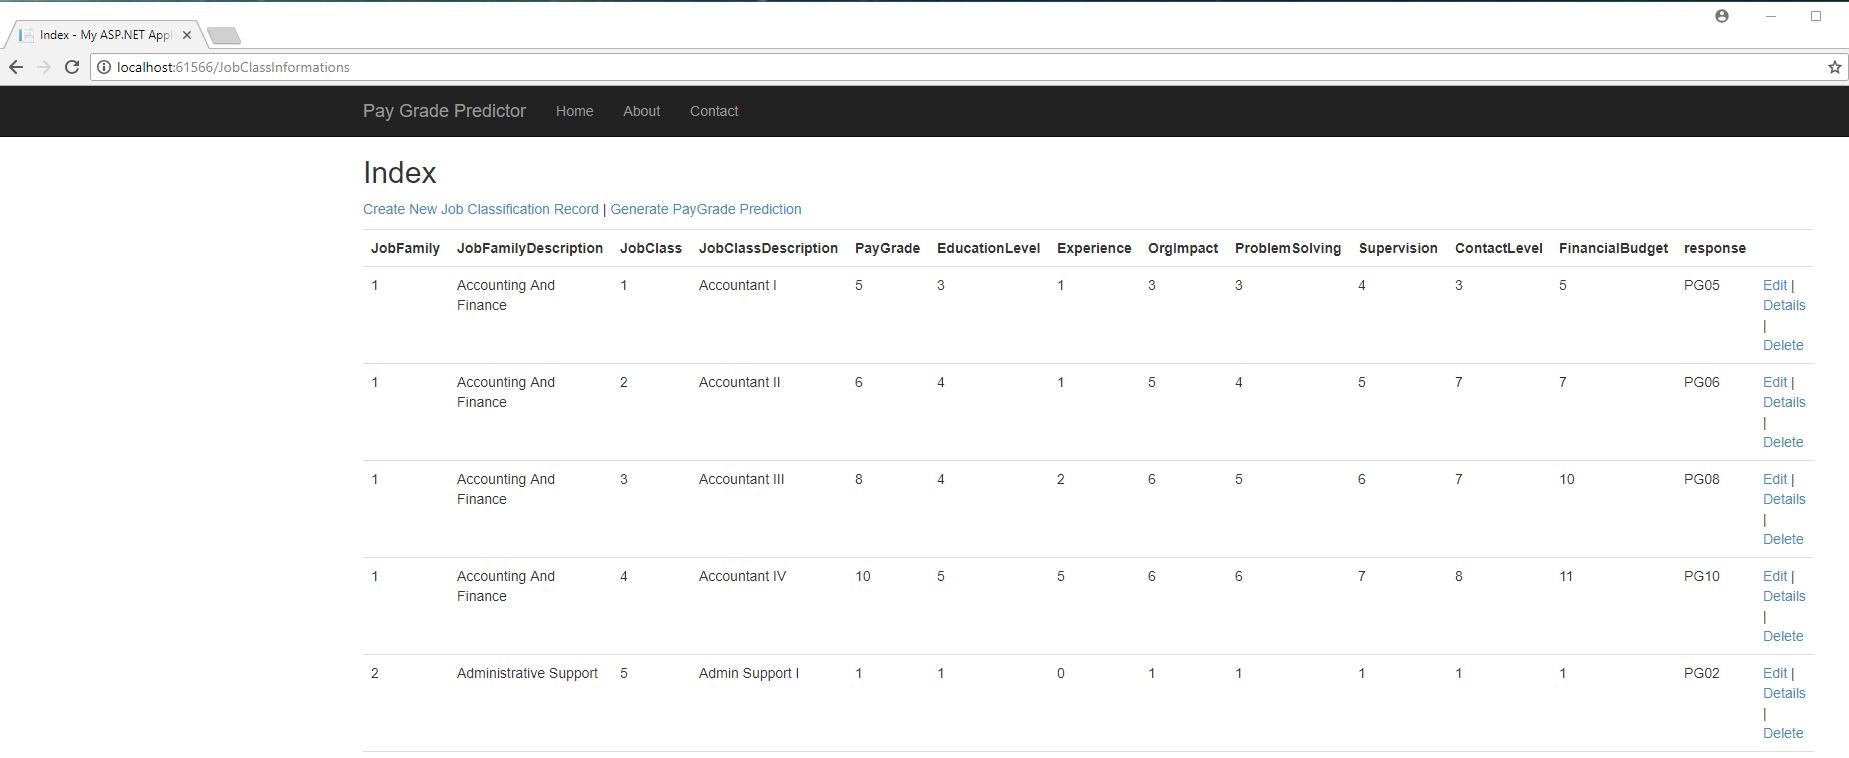 Index - My ASP.NET Appl
localhost:61566/JobClassInformations
Pay Grade Predictor Home About Contact
Index
Create New Job Classification Record | Generate PayGrade Prediction
JobFamily JobFamilyDescription JobClass JobClassDescription PayGrade EducationLevel Experience OrgImpact ProblemSolving Supervision ContactLevel FinancialBudget response
1 Accounting And 1 Accountant I 5 3 1 3 3 4 3 5 PG05 Edit |
Finance Details
|
Delete
1 Accounting And 2 Accountant II 6 4 1 5 4 5 7 7 PG06 Edit |
Finance Details
|
Delete
1 Accounting And 3 Accountant III 8 4 2 6 5 6 7 10 PG08 Edit |
Finance Details
|
Delete
1 Accounting And 4 Accountant IV 10 5 5 6 6 7 8 11 PG10 Edit |
Finance Details
|
Delete
2 Administrative Support 5 Admin Support I 1 1 0 1 1 1 1 1 PG02 Edit |
Details
|
Delete